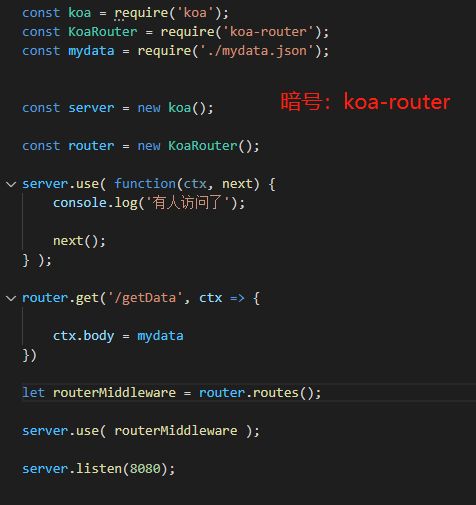 const koa = require('koa');
const KoaRouter = require('koa-router');
const mydata = require('./mydata.json');
const server = new koa();
暗号：koa-router
const router = new KoaRouter();
server.use( function(ctx, next) {
console.log('有人访问了');
next();
} );
router.get('/getData', ctx => {
ctx.body = mydata
})
let routerMiddleware = router.routes();
server.use( routerMiddleware );
server.listen(8080);